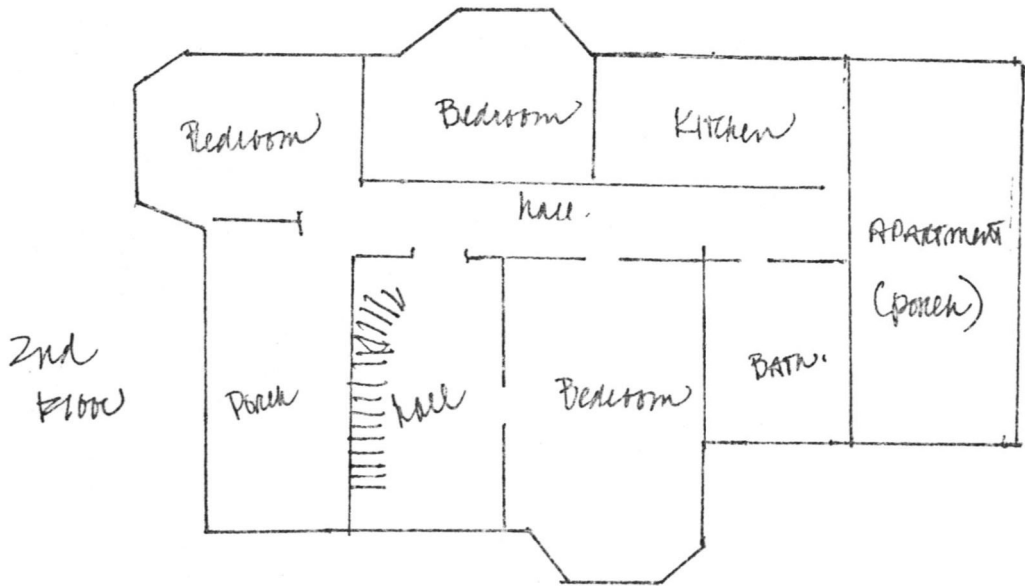 Bedroom
Bedroom
Kitchen
hall.
Apartment
(porch)
2nd
Floor
Porch
hall
Bedroom
Bath.